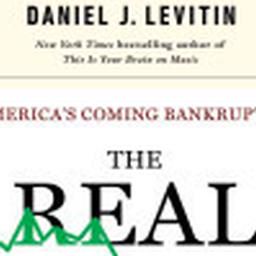 DANIEL J. LEVITIN
New York Times bestselling author of
This Is Your Brain on Music
MERICA'S COMING BANKRUPT
THE
REAL